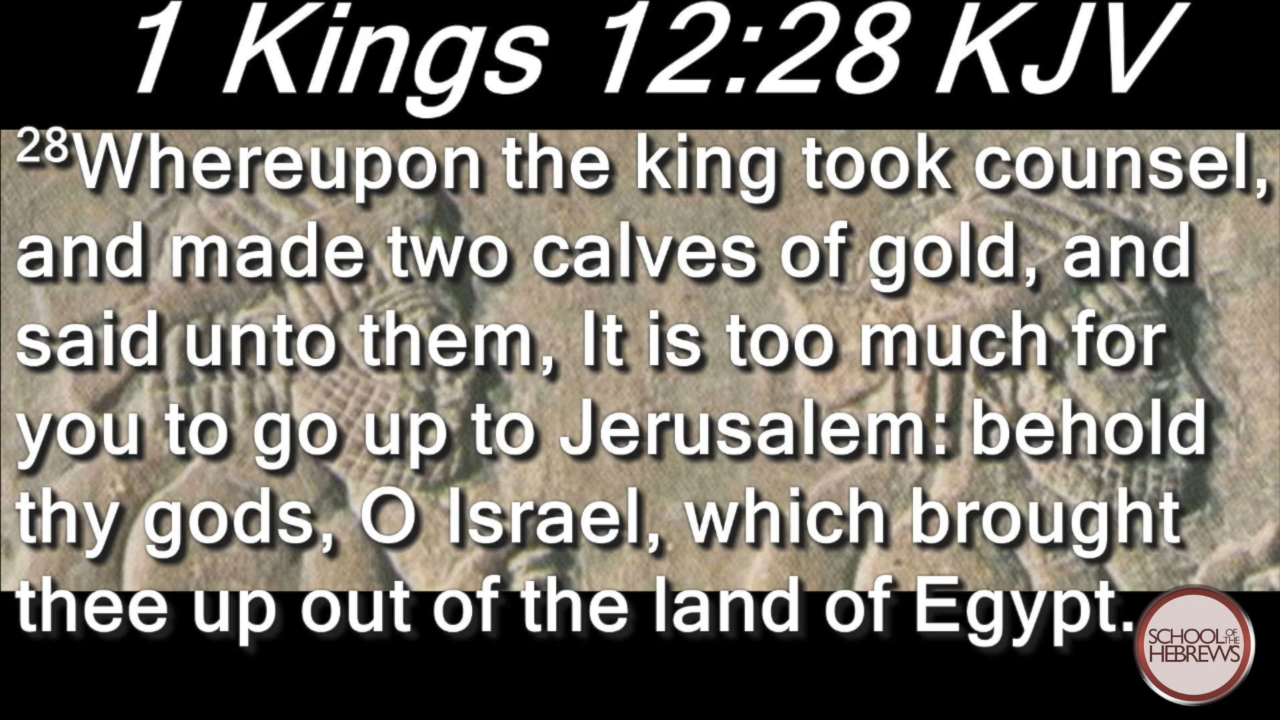 1 Kings 12:28 KJV
28Whereupon the king took counsel,
and made two calves of gold, and
said unto them, It is too much for
you to go up to Jerusalem: behold
thy gods, O Israel, which brought
thee up out of the land of Egypt.
SCHOOL OF THE
HEBREWS